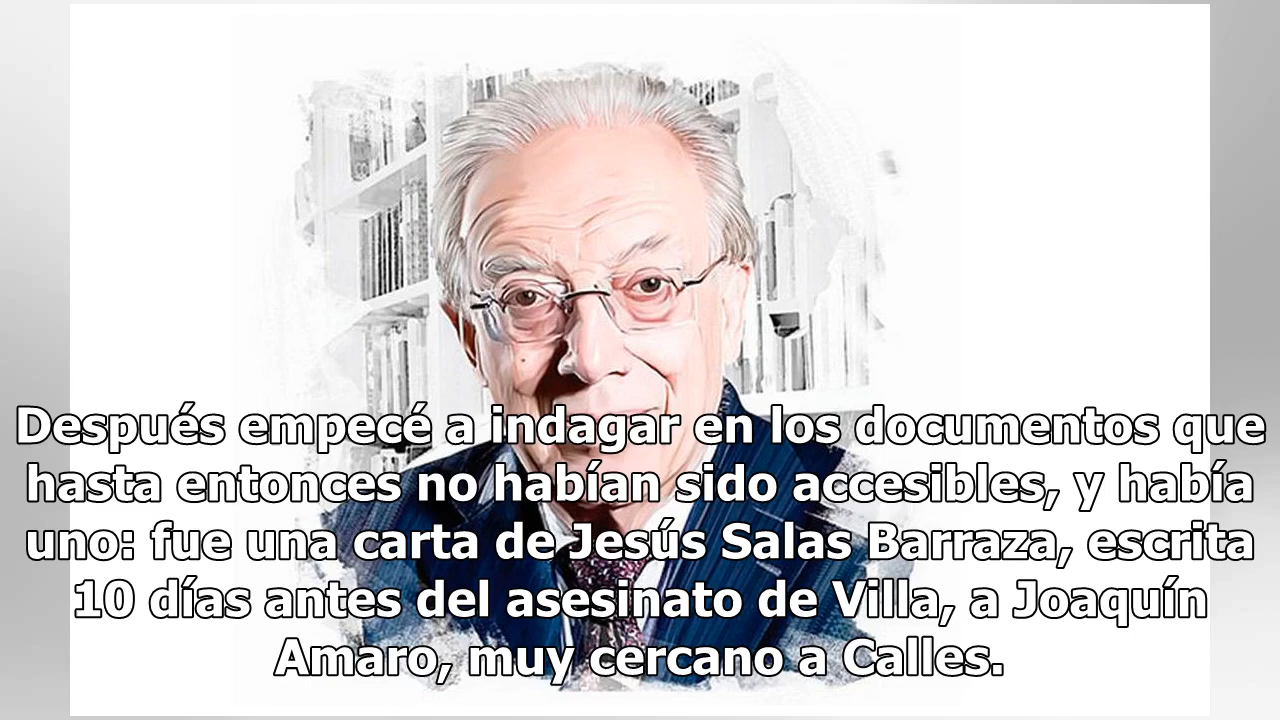 Después empecé a indagar en los documentos que
hasta entonces no habían sido accesibles, y había
uno: fue una carta de Jesús Salas Barraza, escrita
10 días antes del asesinato de Villa, a Joaquín
Amaro, muy cercano a Calles.